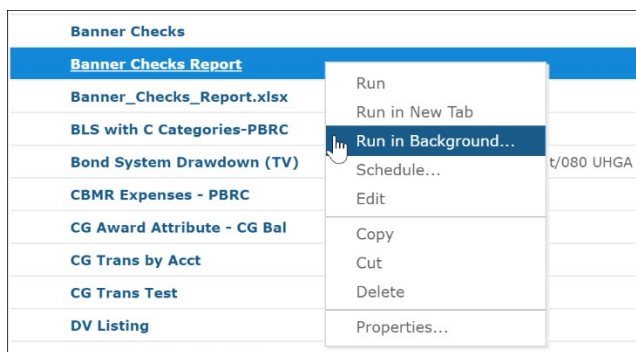 Banner Checks
Banner Checks Report
Banner_Checks_Report.xlsx
BLS with C Categories-PBRC
Bond System Drawdown (TV)
t/080 UHGA
CBMR Expenses - PBRC
CG Award Attribute - CG Bal
CG Trans by Acct
CG Trans Test
DV Listing
Run
Run in New Tab
Run in Background...
Schedule...
Edit
Copy
Cut
Delete
Properties...